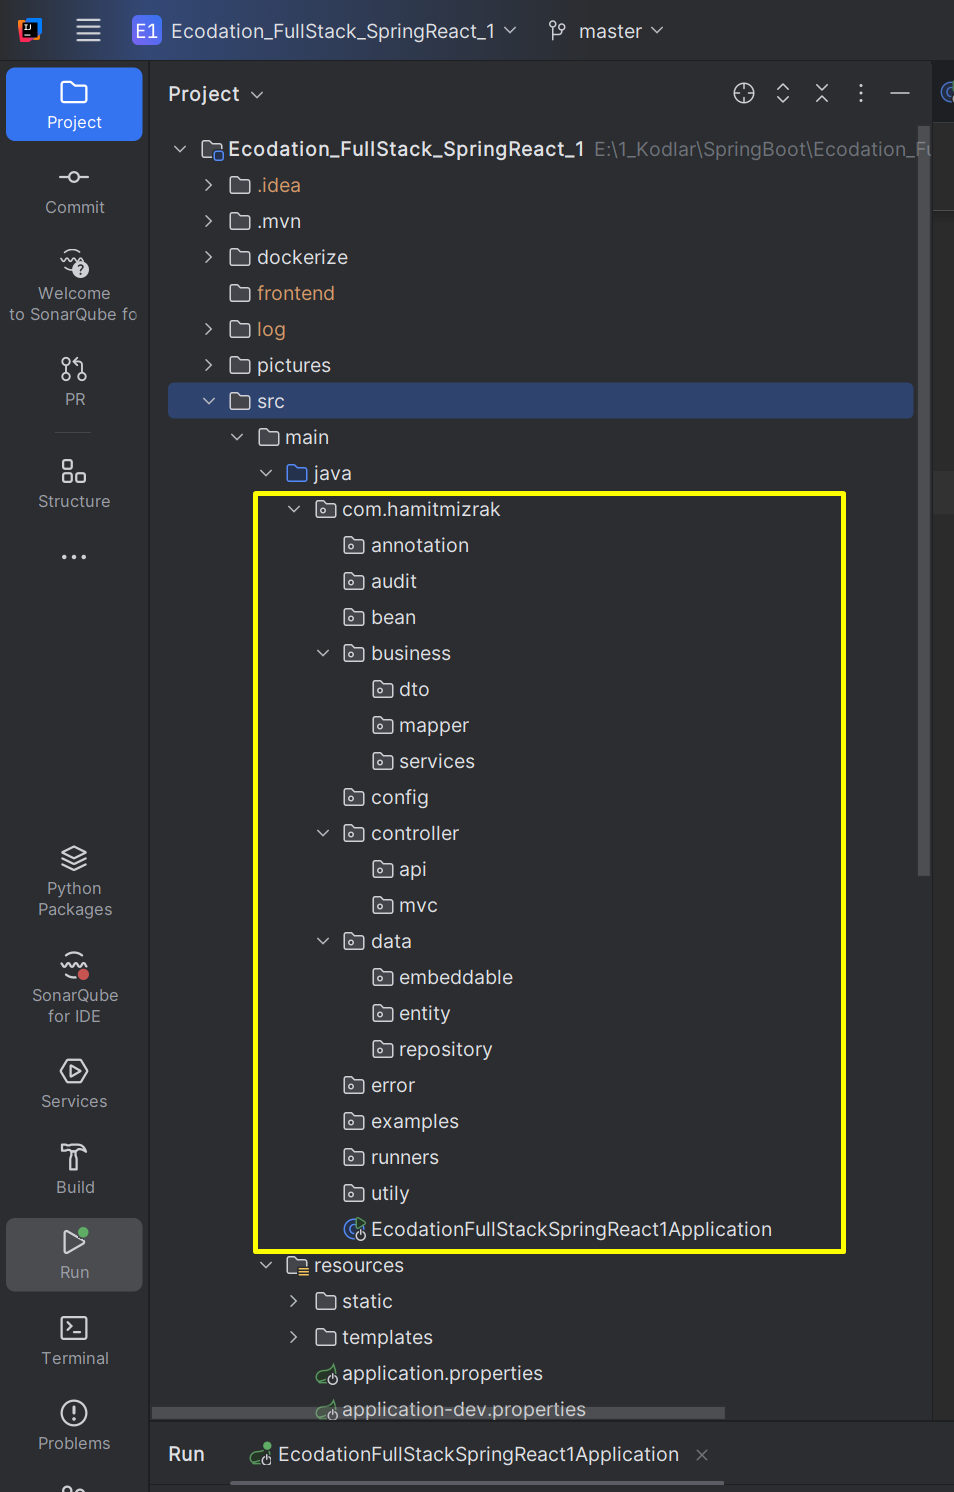 E1 Ecodation_FullStack_SpringReact_1 master
Project
Project
Ecodation_FullStack_SpringReact_1 E:\1_Kodlar\SpringBoot\Ecodation_Fu
.idea
Commit
.mvn
dockerize
Welcome
to SonarQube fo
frontend
log
pictures
PR
src
main
java
Structure
com.hamitmizrak
annotation
audit
bean
business
dto
mapper
services
config
controller
api
mvc
Python
Packages
data
embeddable
SonarQube
for IDE
entity
repository
error
Services
examples
runners
utily
Build
EcodationFullStackSpringReact1Application
resources
Run
static
templates
Terminal
application.properties
application-dev.properties
Problems
Run EcodationFullStackSpringReact1Application